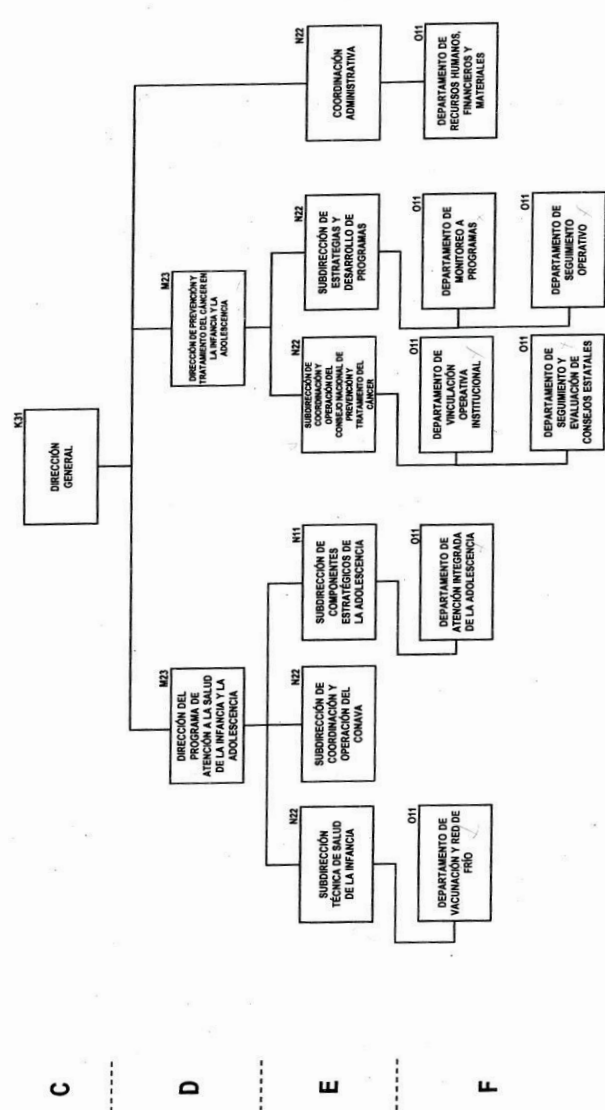 C
K31
DIRECCIÓN
GENERAL
D
M23
DIRECCIÓN DEL
PROGRAMA DE
ATENCIÓN A LA SALUD
DE LA INFANCIA Y LA
ADOLESCENCIA
M23
DIRECCIÓN DE PREVENCIÓN Y
TRATAMIENTO DEL CÁNCER EN
LA INFANCIA Y LA
ADOLESCENCIA
E
N22
SUBDIRECCIÓN
TÉCNICA DE SALUD
DE LA INFANCIA
N22
SUBDIRECCIÓN DE
COORDINACIÓN Y
OPERACIÓN DEL
CONAVA
N11
SUBDIRECCIÓN DE
COMPONENTES
ESTRATÉGICOS DE
LA ADOLESCENCIA
N22
SUBDIRECCIÓN DE
COORDINACIÓN Y
OPERACIÓN DEL
CONSEJO NACIONAL DE
PREVENCIÓN Y
TRATAMIENTO DEL
CÁNCER
N22
SUBDIRECCIÓN DE
ESTRATEGIAS Y
DESARROLLO DE
PROGRAMAS
N22
COORDINACIÓN
ADMINISTRATIVA
F
O11
DEPARTAMENTO DE
VACUNACIÓN Y RED DE
FRÍO
O11
DEPARTAMENTO DE
ATENCIÓN INTEGRADA
DE LA ADOLESCENCIA
O11
DEPARTAMENTO DE
VINCULACIÓN
OPERATIVA
INSTITUCIONAL
O11
DEPARTAMENTO DE
MONITOREO A
PROGRAMAS
O11
DEPARTAMENTO DE
RECURSOS HUMANOS,
FINANCIEROS Y
MATERIALES
O11
DEPARTAMENTO DE
SEGUIMIENTO Y
EVALUACIÓN DE
CONSEJOS ESTATALES
O11
DEPARTAMENTO DE
SEGUIMIENTO
OPERATIVO